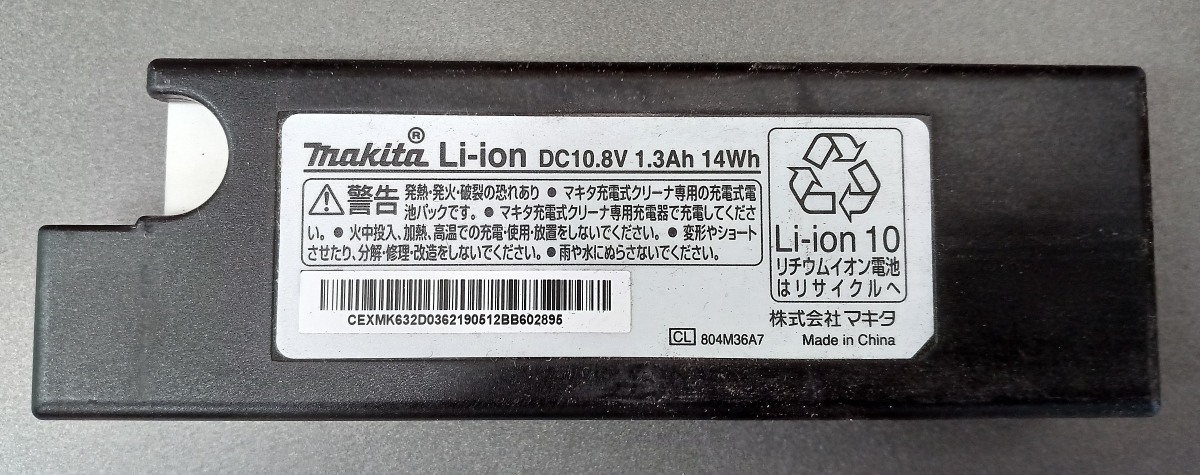 makita® Li-ion DC10.8V 1.3Ah 14Wh
警告 発熱・発火・破裂の恐れあり ● マキタ充電式クリーナ専用の充電式電
池パックです。● マキタ充電式クリーナ専用充電器で充電してくださ
い。● 火中投入、加熱、高温での充電・使用・放置をしないでください。● 変形やショート
させたり、分解・修理・改造をしないでください。● 雨や水にぬらさないでください。
CEXMK632D0362190512BB602895
Li-ion 10
リチウムイオン電池
はリサイクルへ
株式会社マキタ
CL 804M36A7
Made in China